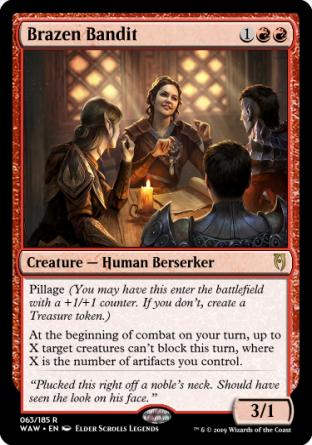 Brazen Bandit 1
Creature — Human Berserker
Pillage (You may have this enter the battlefield
with a +1/+1 counter. If you don't, create a
Treasure token.)
At the beginning of combat on your turn, up to
X target creatures can't block this turn, where
X is the number of artifacts you control.
"Plucked this right off a noble's neck. Should have
seen the look on his face."
3/1
063/185 R
WAW • EN Elder Scrolls Legends
™ & © 2019 Wizards of the Coast